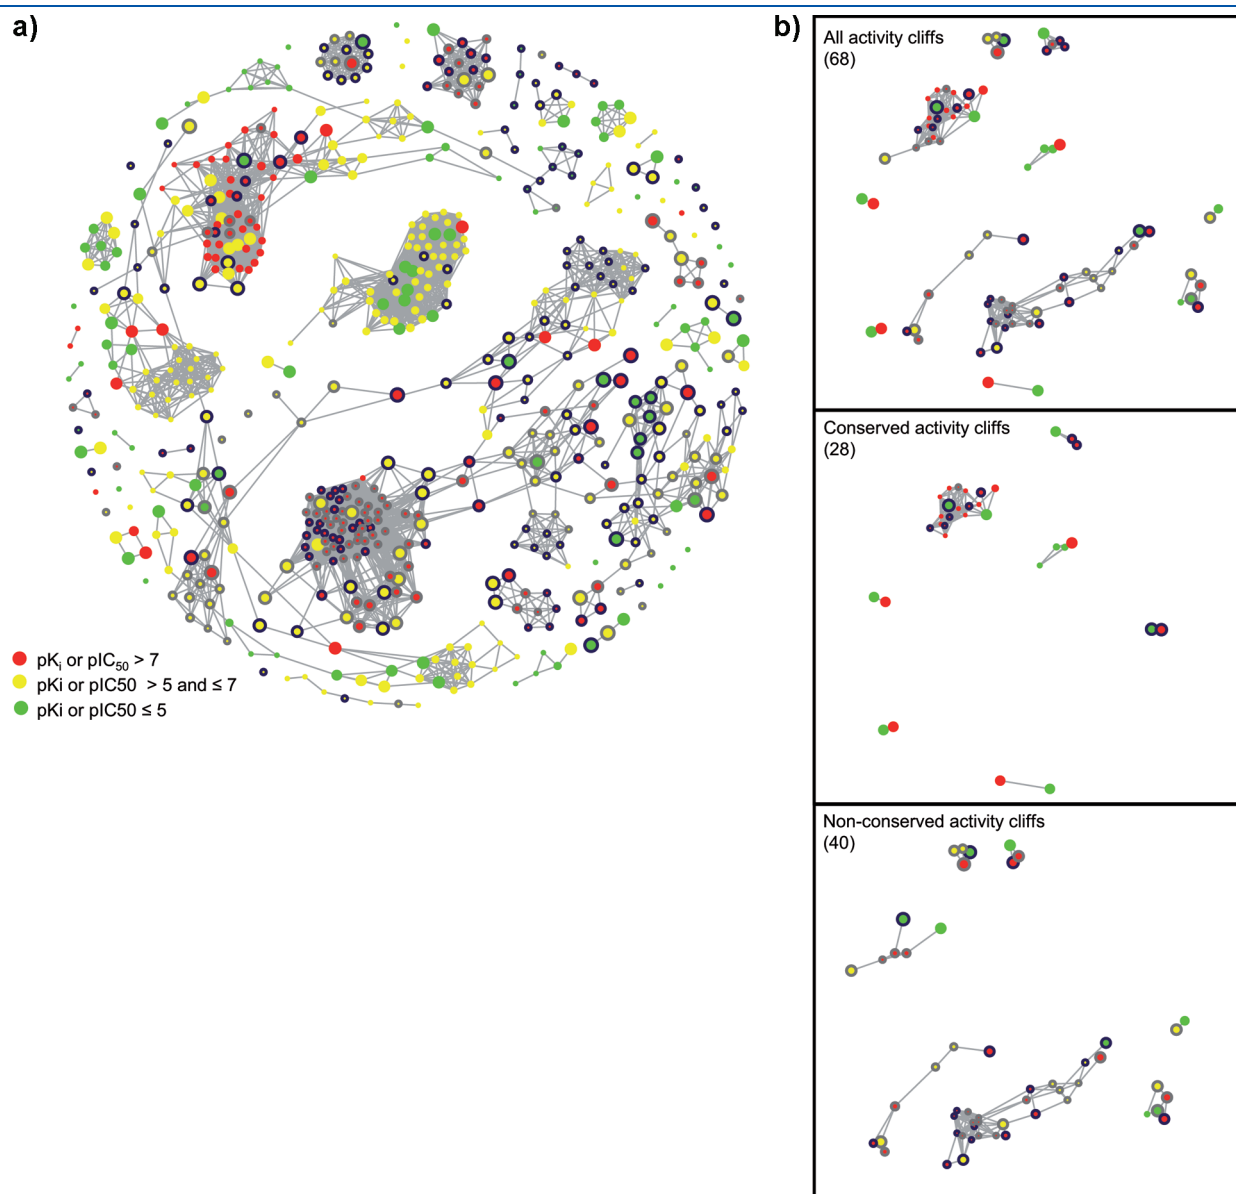 a)
b)
All activity cliffs
(68)
Conserved activity cliffs
(28)
Non-conserved activity cliffs
(40)
pKi or pIC50 > 7
pKi or pIC50 > 5 and ≤ 7
pKi or pIC50 ≤ 5